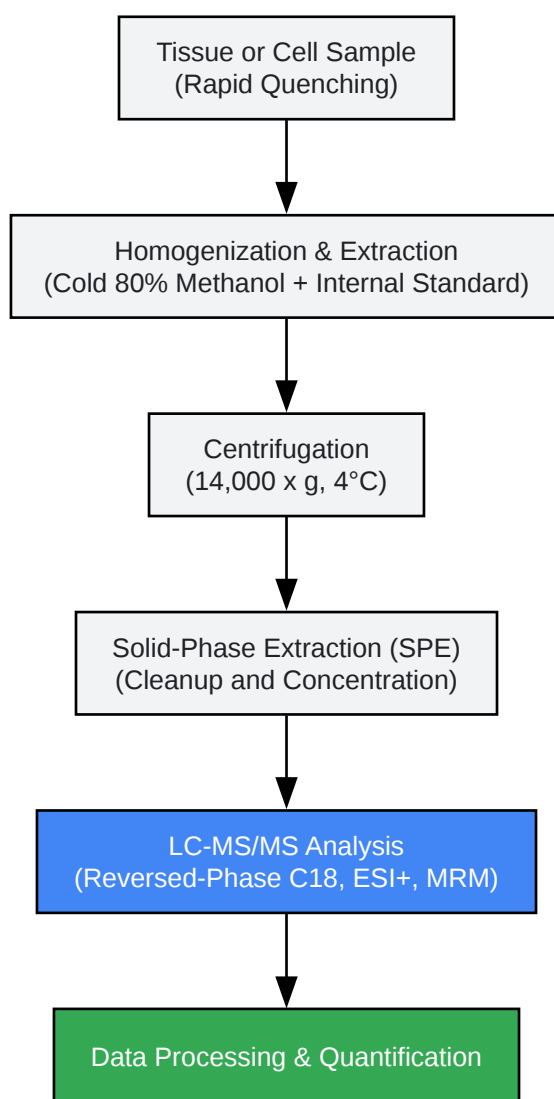 Tissue or Cell Sample
(Rapid Quenching)
Homogenization & Extraction
(Cold 80% Methanol + Internal Standard)
Centrifugation
(14,000 x g, 4°C)
Solid-Phase Extraction (SPE)
(Cleanup and Concentration)
LC-MS/MS Analysis
(Reversed-Phase C18, ESI+, MRM)
Data Processing & Quantification